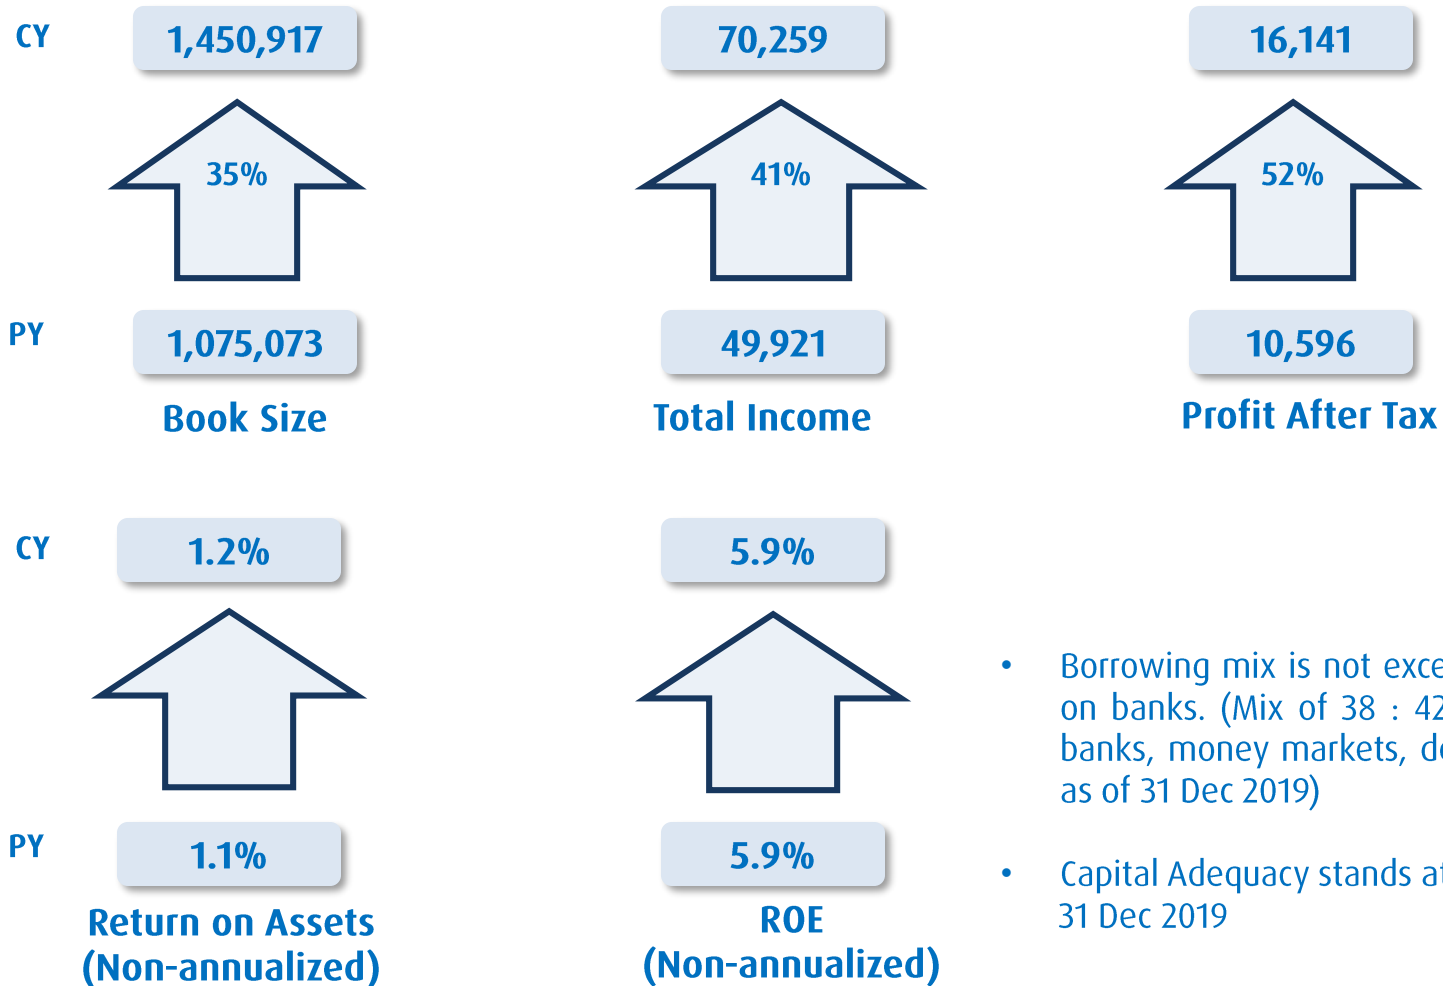 CY 1,450,917 70,259 16,141
35% 41% 52%
PY 1,075,073 49,921 10,596
Book Size Total Income Profit After Tax
CY 1.2% 5.9%
PY 1.1% 5.9%
Return on Assets ROE
(Non-annualized) (Non-annualized)
• Borrowing mix is not
on banks. (Mix of 38 : 42
banks, money markets,
as of 31 Dec 2019)
• Capital Adequacy stands
31 Dec 2019